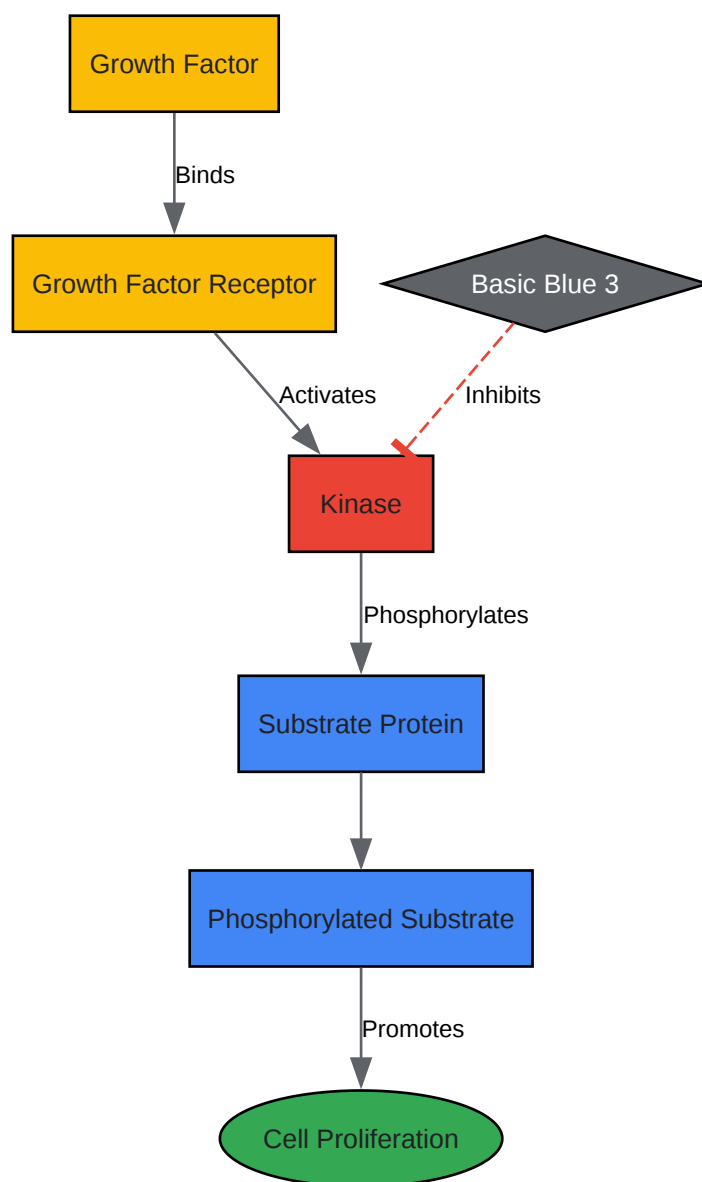 Growth Factor
Binds
Growth Factor Receptor
Basic Blue 3
Activates
Inhibits
Kinase
Phosphorylates
Substrate Protein
Phosphorylated Substrate
Promotes
Cell Proliferation